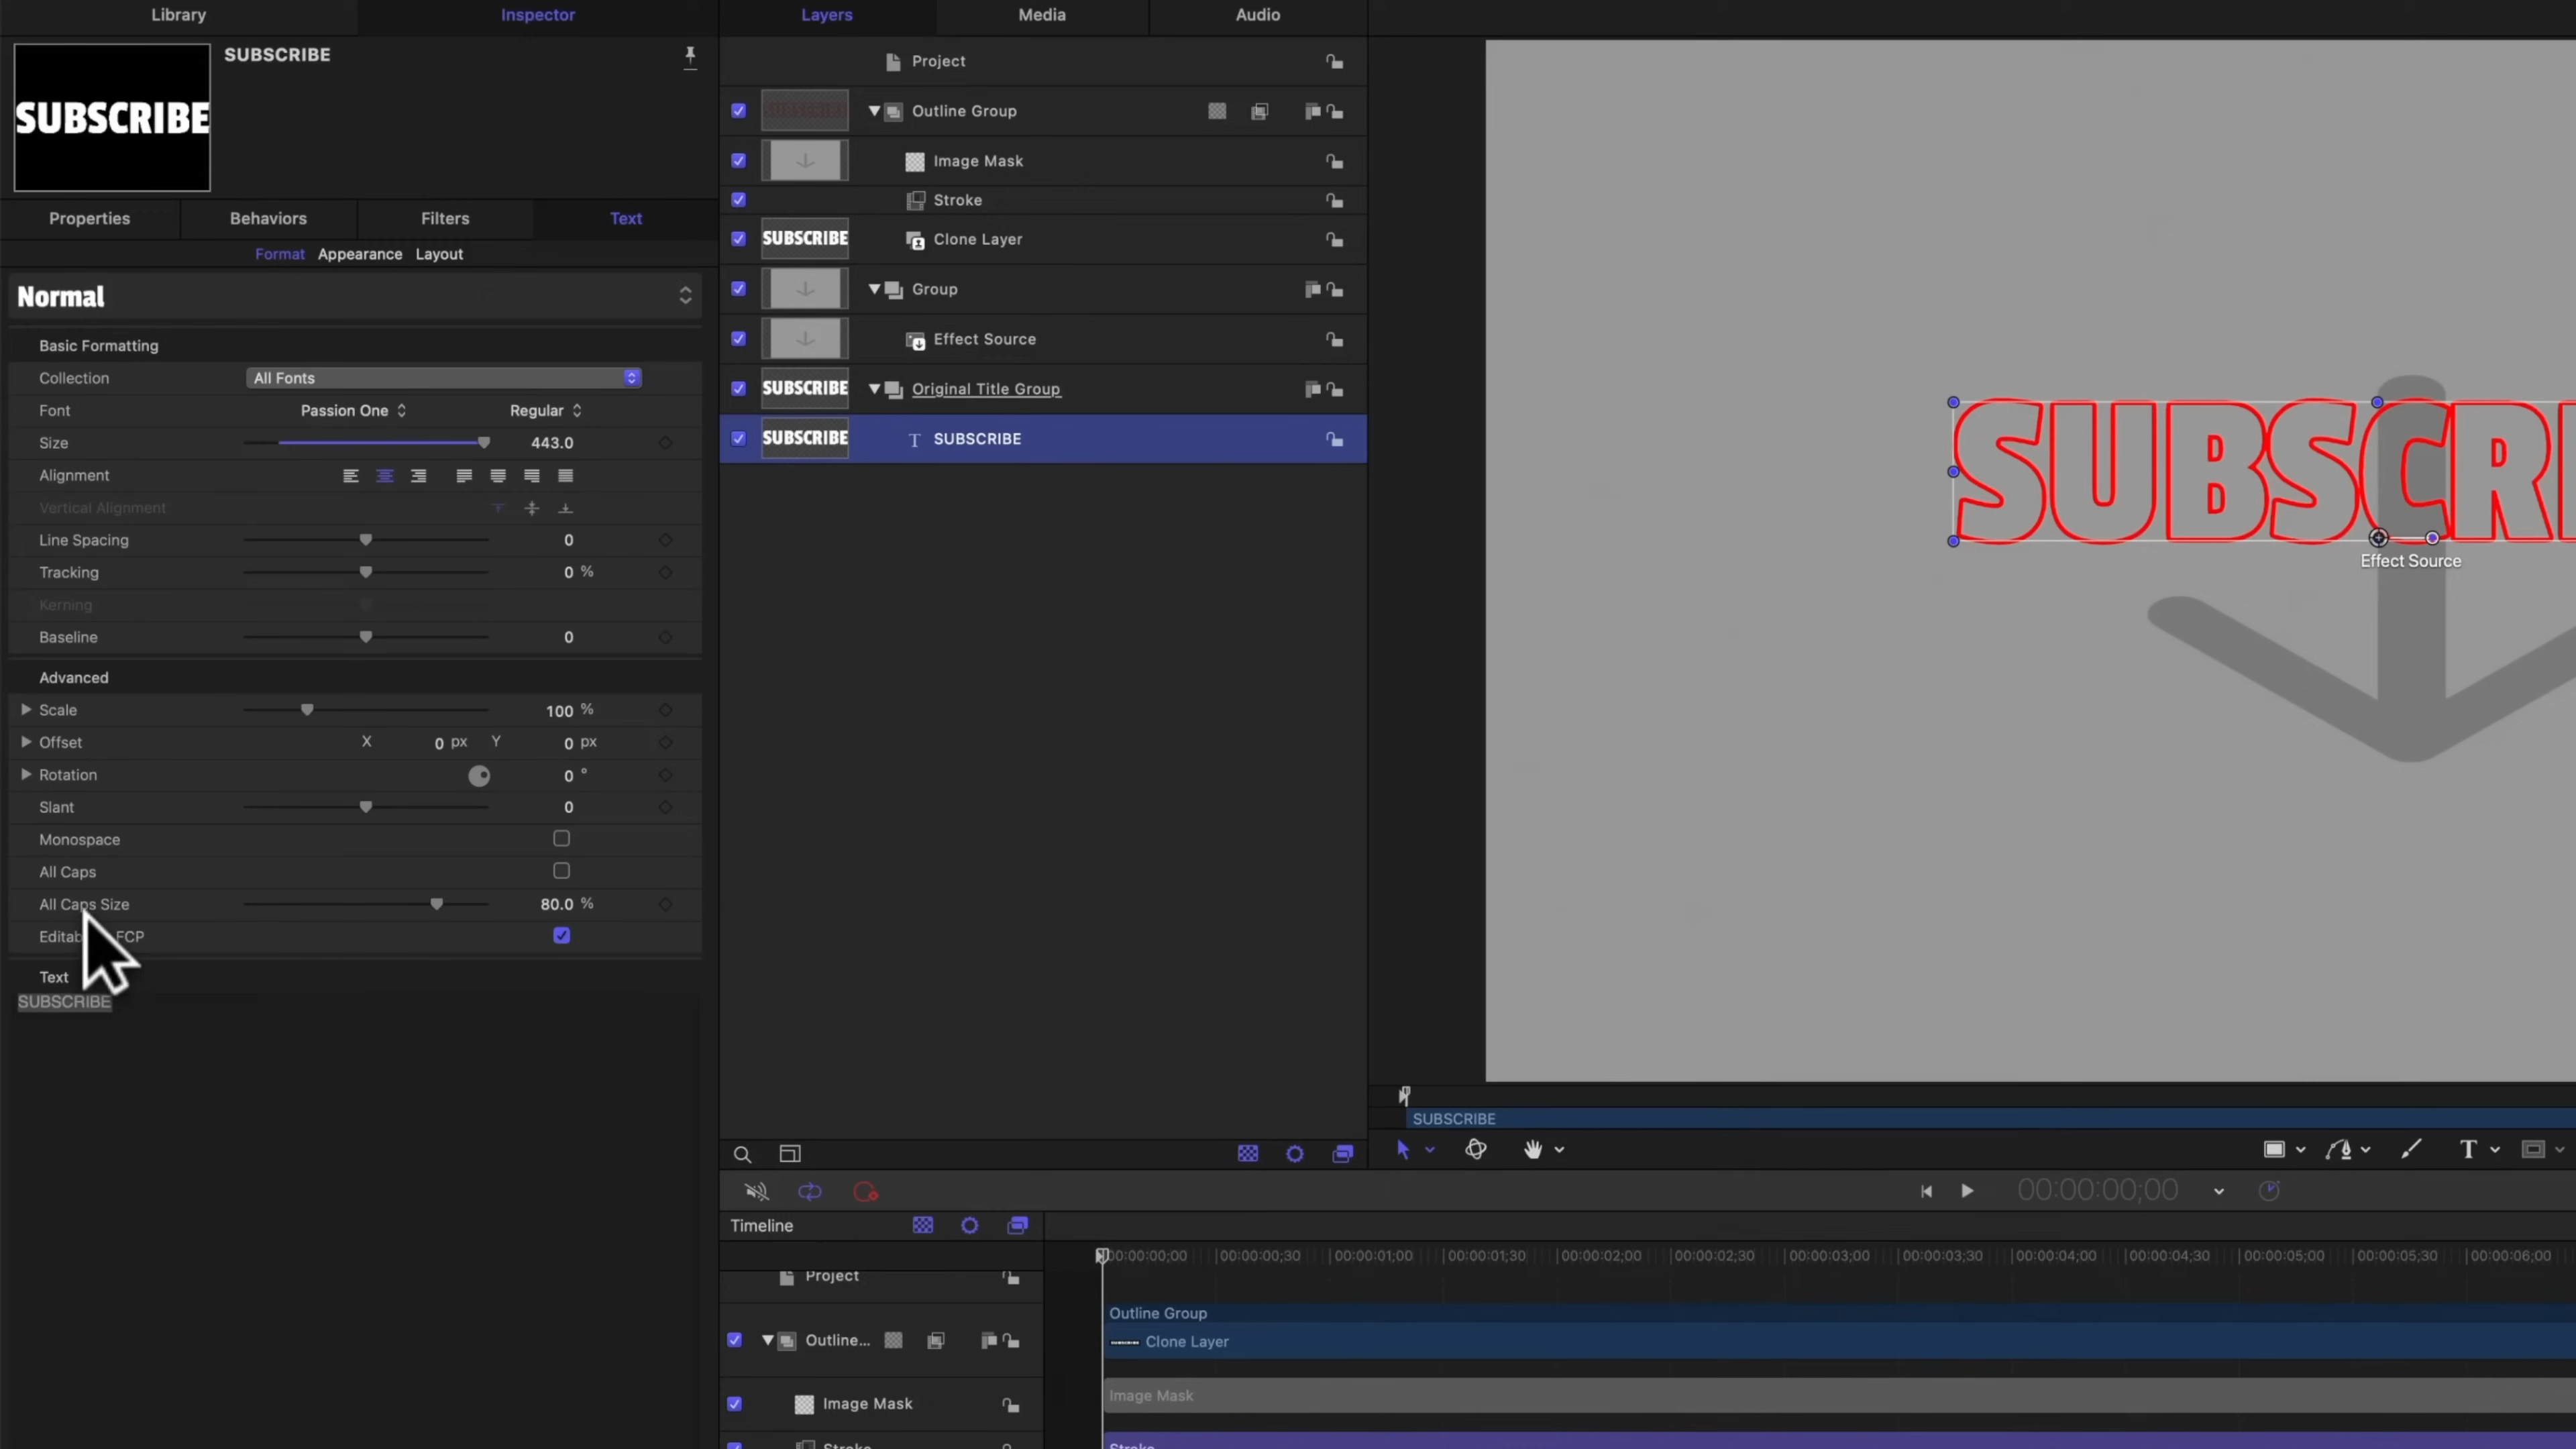 Library
Inspector
SUBSCRIBE
SUBSCRIBE
Properties
Behaviors
Filters
Text
Format
Appearance
Layout
Normal
Basic Formatting
Collection
All Fonts
Font
Passion One
Regular
Size
443.0
Alignment
Vertical Alignment
Line Spacing
0
Tracking
0 %
Kerning
Baseline
0
Advanced
Scale
100 %
Offset
X
0 px
Y
0 px
Rotation
0 °
Slant
0
Monospace
All Caps
All Caps Size
80.0 %
FCP
Text
SUBSCRIBE
Layers
Media
Audio
Project
Outline Group
Image Mask
Stroke
SUBSCRIBE
Clone Layer
Group
Effect Source
SUBSCRIBE
Original Title Group
SUBSCRIBE
T SUBSCRIBE
SUBSCRI
Effect Source
SUBSCRIBE
T
00:00:00;00
Timeline
00:00:00;00
00:00:00;30
00:00:01;00
00:00:01;30
00:00:02;00
00:00:02;30
00:00:03;00
00:00:03;30
00:00:04;00
00:00:04;30
00:00:05;00
00:00:05;30
00:00:06;00
Project
Outline Group
Outline...
Clone Layer
Image Mask
Image Mask
Stroke
Stroke